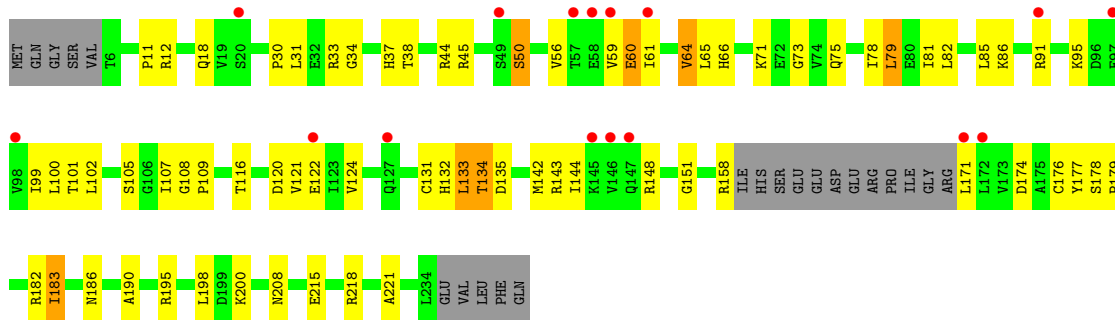 MET GLN GLY SER VAL T6 P11 R12 Q18 V19 S20 P30 L31 E32 R33 G34 H37 T38 R44 R45 S49 S50 V56 T57 E58 V59 E60 I61 V64 L65 H66 K71 E72 G73 V74 Q75 I78 L79 E80 I81 L82 L85 K86 R91 K95 D96 E97
V98 I99 L100 T101 L102 S105 G106 I107 G108 P109 T116 D120 V121 E122 I123 V124 Q127 C131 H132 L133 T134 D135 M142 R143 I144 K145 V146 Q147 R148 G151 R158 ILE HIS SER GLU GLU ASP GLU ARG PRO ILE GLY ARG L171 L172 V173 D174 A175 C176 Y177 S178
R182 I183 N186 A190 R195 L198 D199 K200 N208 E215 R218 A221 L234 GLU VAL LEU PHE GLN